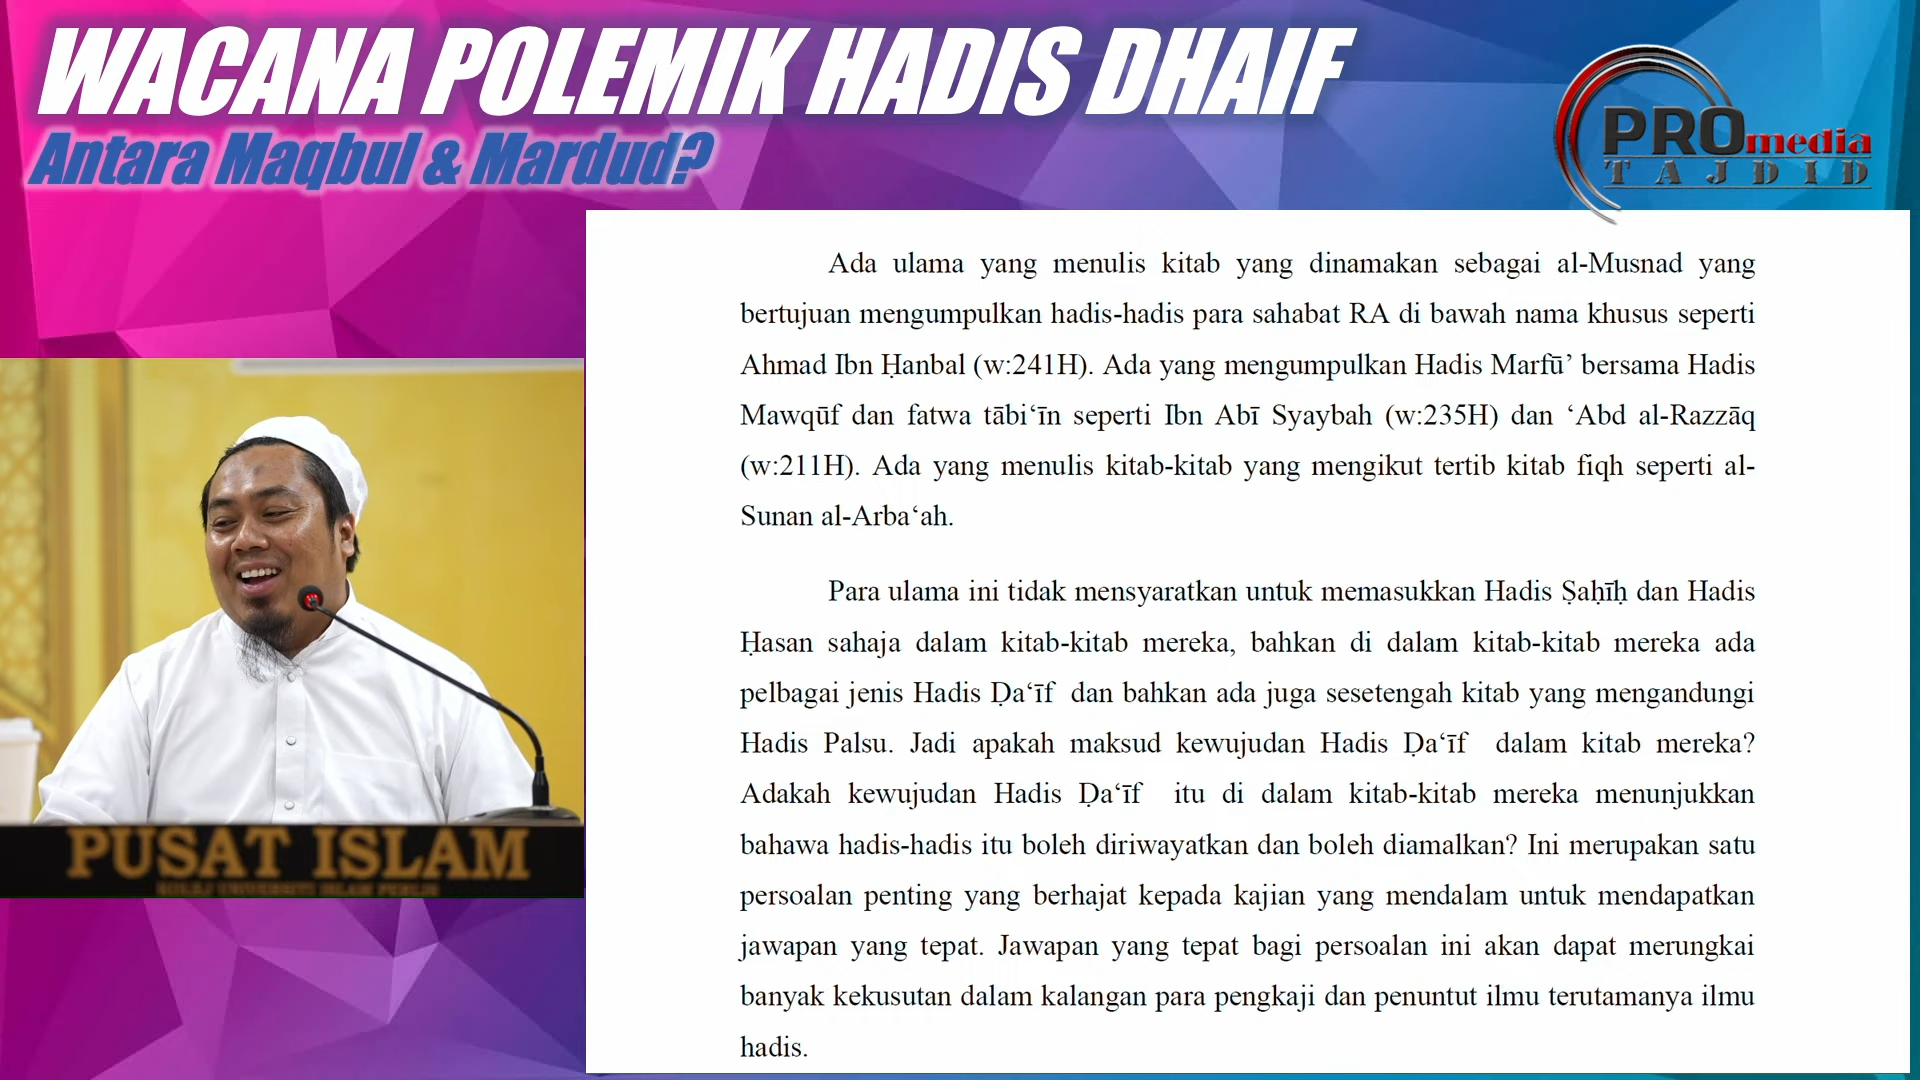 WACANA POLEMIK HADIS DHAIF
Antara Maqbul & Mardud?
PROmedia
TAJDID
Ada ulama yang menulis kitab yang dinamakan sebagai al-Musnad yang
bertujuan mengumpulkan hadis-hadis para sahabat RA di bawah nama khusus seperti
Ahmad Ibn Ḥanbal (w:241H). Ada yang mengumpulkan Hadis Marfū’ bersama Hadis
Mawqūf dan fatwa tābi‘īn seperti Ibn Abī Syaybah (w:235H) dan ‘Abd al-Razzāq
(w:211H). Ada yang menulis kitab-kitab yang mengikut tertib kitab fiqh seperti al-
Sunan al-Arba‘ah.
Para ulama ini tidak mensyaratkan untuk memasukkan Hadis Ṣaḥīḥ dan Hadis
Ḥasan sahaja dalam kitab-kitab mereka, bahkan di dalam kitab-kitab mereka ada
pelbagai jenis Hadis Ḍa‘īf dan bahkan ada juga sesetengah kitab yang mengandungi
Hadis Palsu. Jadi apakah maksud kewujudan Hadis Ḍa‘īf dalam kitab mereka?
Adakah kewujudan Hadis Ḍa‘īf itu di dalam kitab-kitab mereka menunjukkan
bahawa hadis-hadis itu boleh diriwayatkan dan boleh diamalkan? Ini merupakan satu
persoalan penting yang berhajat kepada kajian yang mendalam untuk mendapatkan
jawapan yang tepat. Jawapan yang tepat bagi persoalan ini akan dapat merungkai
banyak kekusutan dalam kalangan para pengkaji dan penuntut ilmu terutamanya ilmu
hadis.
PUSAT ISLAM
KOLEJ UNIVERSITI ISLAM PERLIS